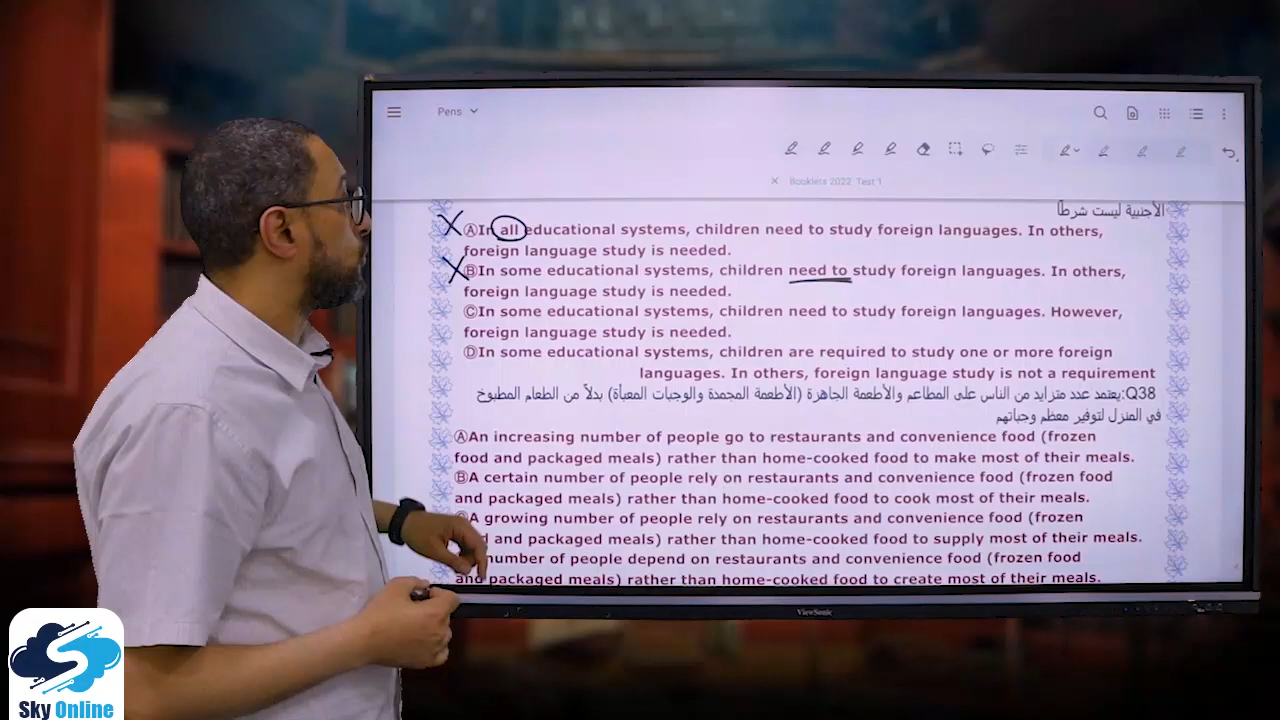 Pens
Booklets 2022 Test 1
الأجنبية ليست شرطاً
ⒶIn all educational systems, children need to study foreign languages. In others,
foreign language study is needed.
ⒷIn some educational systems, children need to study foreign languages. In others,
foreign language study is needed.
ⒸIn some educational systems, children need to study foreign languages. However,
foreign language study is needed.
ⒹIn some educational systems, children are required to study one or more foreign
languages. In others, foreign language study is not a requirement
Q38:يعتمد عدد متزايد من الناس على المطاعم والأطعمة الجاهزة (الأطعمة المجمدة والوجبات المعبأة) بدلاً من الطعام المطبوخ
في المنزل لتوفير معظم وجباتهم
ⒶAn increasing number of people go to restaurants and convenience food (frozen
food and packaged meals) rather than home-cooked food to make most of their meals.
ⒷA certain number of people rely on restaurants and convenience food (frozen food
and packaged meals) rather than home-cooked food to cook most of their meals.
A growing number of people rely on restaurants and convenience food (frozen
and packaged meals) rather than home-cooked food to supply most of their meals.
number of people depend on restaurants and convenience food (frozen food
and packaged meals) rather than home-cooked food to create most of their meals.
ViewSonic
Sky Online